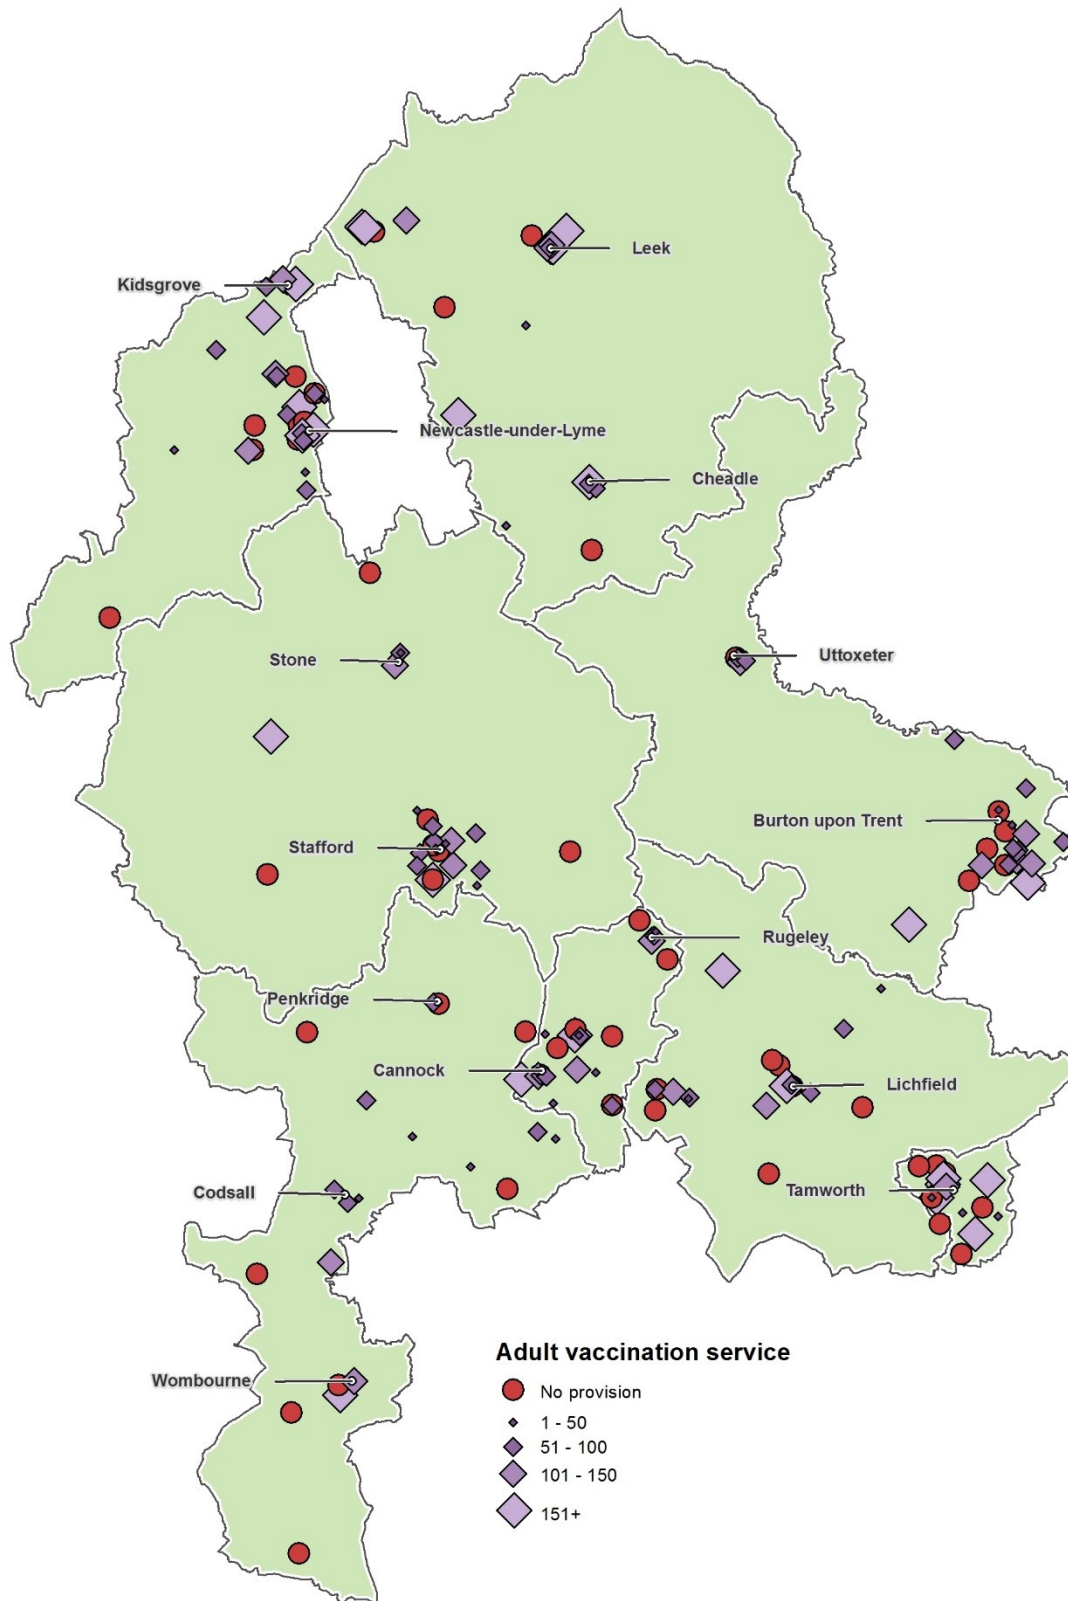 Leek
Kidsgrove
Newcastle-under-Lyme
Cheadle
Stone
Uttoxeter
Burton upon Trent
Stafford
Rugeley
Penkridge
Cannock
Lichfield
Codsall
Tamworth
Wombourne
Adult vaccination service
No provision
1 - 50
51 - 100
101 - 150
151+